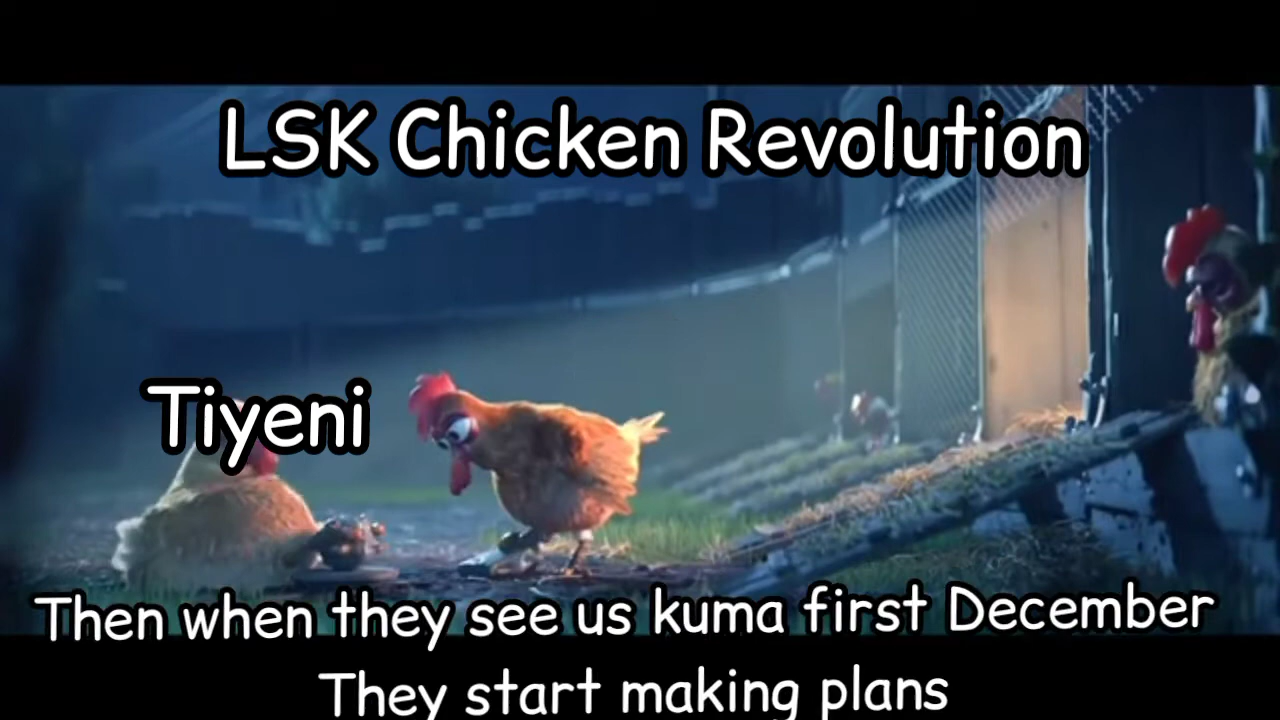 LSK Chicken Revolution
Tiyeni
Then when they see us kuma first December
They start making plans